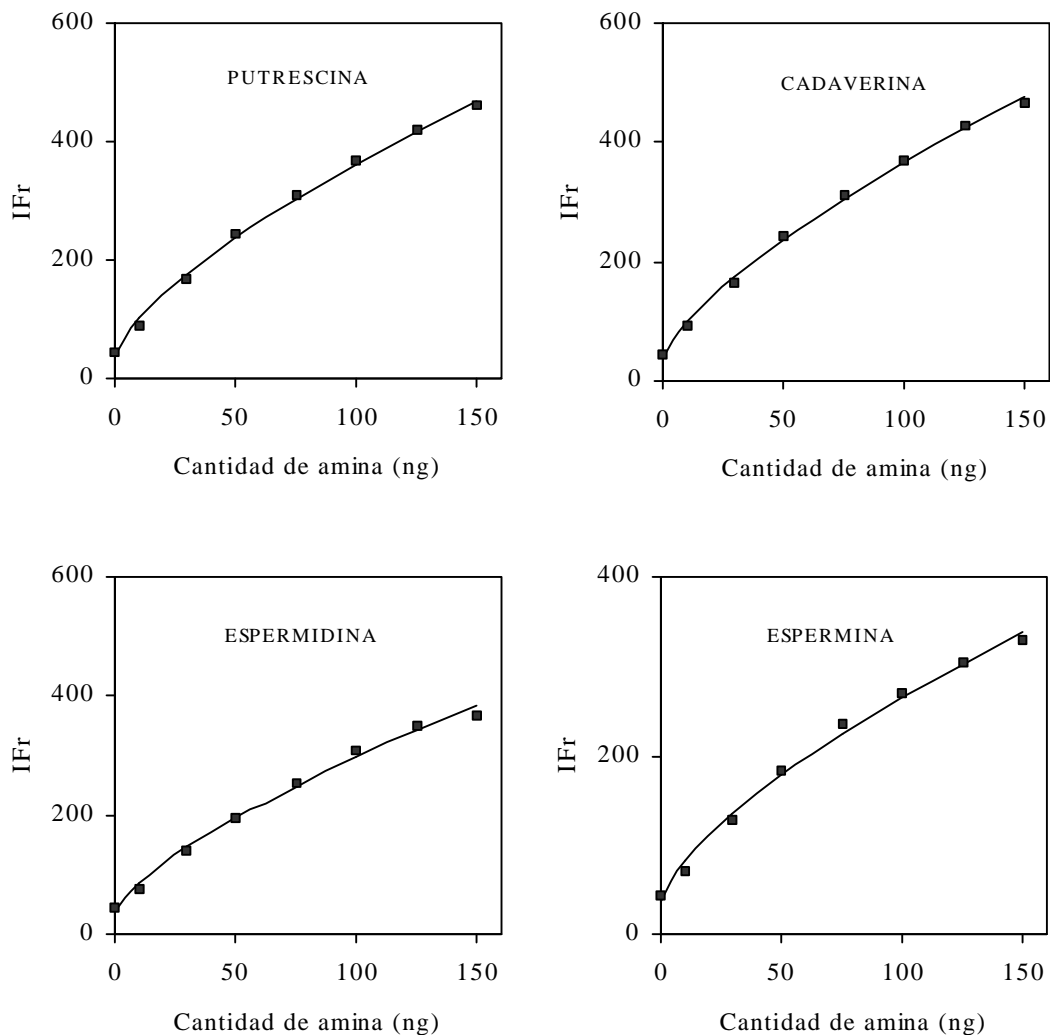 600
400
200
0
IFr
PUTRESCINA
0 50 100 150
Cantidad de amina (ng)
600
400
200
0
IFr
CADAVERINA
0 50 100 150
Cantidad de amina (ng)
600
400
200
0
IFr
ESPERMIDINA
0 50 100 150
Cantidad de amina (ng)
400
200
0
IFr
ESPERMINA
0 50 100 150
Cantidad de amina (ng)